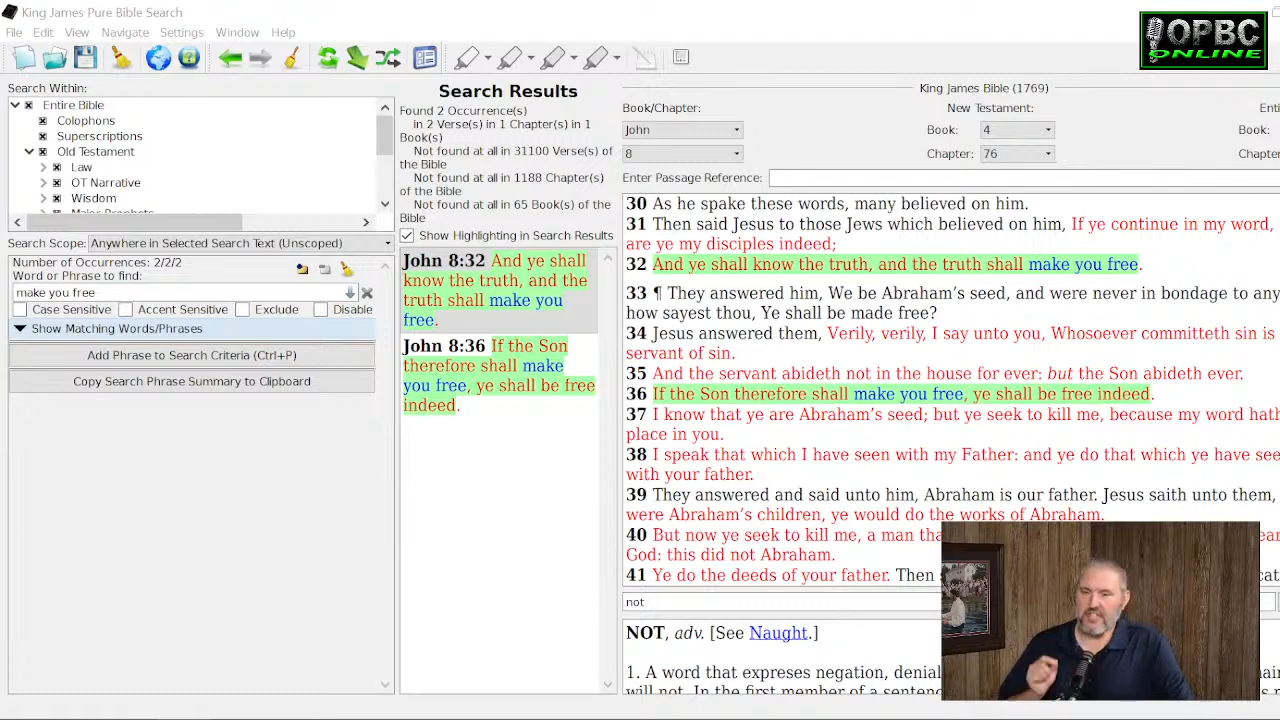 King James Pure Bible Search
File Edit View Navigate Settings Window Help
OPBC
ONLINE
Search Within:
Entire Bible
Colophons
Superscriptions
Old Testament
Law
OT Narrative
Wisdom
Major Prophets
Search Scope: Anywhere in Selected Search Text (Unscoped)
Number of Occurrences: 2/2/2
Word or Phrase to find:
make you free
Case Sensitive Accent Sensitive Exclude Disable
Show Matching Words/Phrases
Add Phrase to Search Criteria (Ctrl+P)
Copy Search Phrase Summary to Clipboard
Search Results
Found 2 Occurrence(s)
in 2 Verse(s) in 1 Chapter(s) in 1
Book(s)
Not found at all in 31100 Verse(s) of
the Bible
Not found at all in 1188 Chapter(s)
of the Bible
Not found at all in 65 Book(s) of the
Bible
Show Highlighting in Search Results
John 8:32 And ye shall
know the truth, and the
truth shall make you
free.
John 8:36 If the Son
therefore shall make
you free, ye shall be free
indeed.
King James Bible (1769)
Book/Chapter: New Testament: Enti
John Book: 4 Book:
8 Chapter: 76 Chapte
Enter Passage Reference:
30 As he spake these words, many believed on him.
31 Then said Jesus to those Jews which believed on him, If ye continue in my word,
are ye my disciples indeed;
32 And ye shall know the truth, and the truth shall make you free.
33 ¶ They answered him, We be Abraham's seed, and were never in bondage to any
how sayest thou, Ye shall be made free?
34 Jesus answered them, Verily, verily, I say unto you, Whosoever committeth sin is
servant of sin.
35 And the servant abideth not in the house for ever: but the Son abideth ever.
36 If the Son therefore shall make you free, ye shall be free indeed.
37 I know that ye are Abraham's seed; but ye seek to kill me, because my word hath
place in you.
38 I speak that which I have seen with my Father: and ye do that which ye have see
with your father.
39 They answered and said unto him, Abraham is our father. Jesus saith unto them,
were Abraham's children, ye would do the works of Abraham.
40 But now ye seek to kill me, a man tha ear
God: this did not Abraham.
41 Ye do the deeds of your father. Then cat
not
NOT, adv. [See Naught.]
1. A word that expreses negation, denial
will not. In the first member of a sentenc